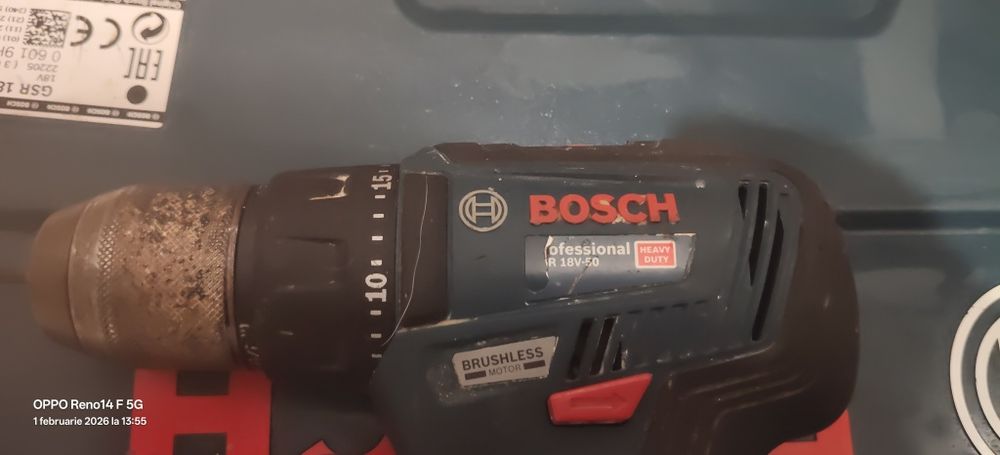 GSR 18
18V
0 601 9H
BOSCH
15
10
BOSCH
ofessional
R 18V-50
HEAVY
DUTY
BRUSHLESS
MOTOR
OPPO Reno14 F 5G
1 februarie 2026 la 13:55